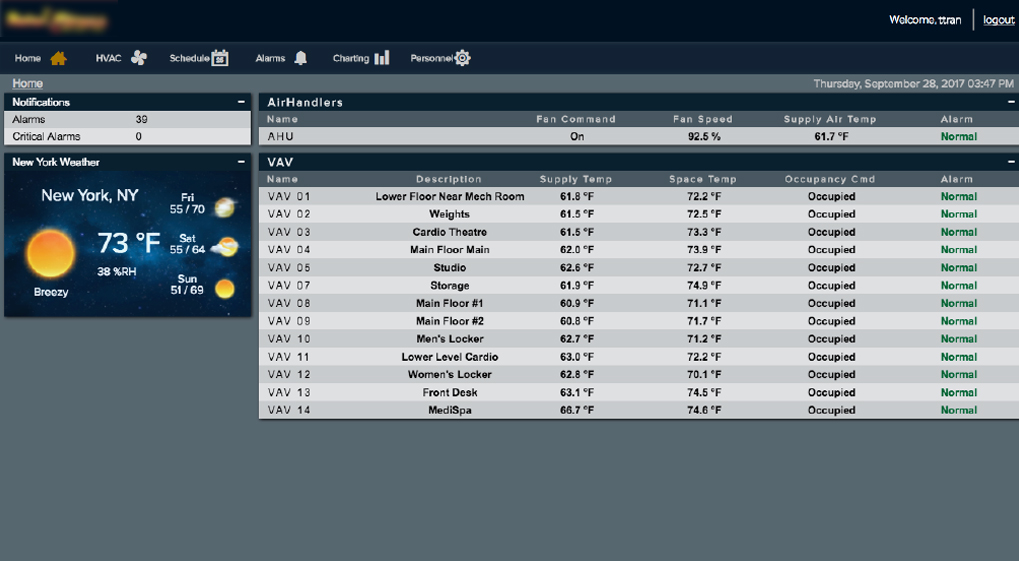 Welcome, ttran logout
Home HVAC Schedule 25 Alarms Charting Personnel
Home
Thursday, September 28, 2017 03:47 PM
Notifications –
Alarms 39
Critical Alarms 0
New York Weather –
New York, NY
73 °F
38 %RH
Breezy
Fri
55 / 70
Sat
55 / 64
Sun
51 / 69
AirHandlers –
Name Fan Command Fan Speed Supply Air Temp Alarm
AHU On 92.5 % 61.7 °F Normal
VAV –
Name Description Supply Temp Space Temp Occupancy Cmd Alarm
VAV 01 Lower Floor Near Mech Room 61.8 °F 72.2 °F Occupied Normal
VAV 02 Weights 61.5 °F 72.5 °F Occupied Normal
VAV 03 Cardio Theatre 61.5 °F 73.3 °F Occupied Normal
VAV 04 Main Floor Main 62.0 °F 73.9 °F Occupied Normal
VAV 05 Studio 62.6 °F 72.7 °F Occupied Normal
VAV 07 Storage 61.9 °F 74.9 °F Occupied Normal
VAV 08 Main Floor #1 60.9 °F 71.1 °F Occupied Normal
VAV 09 Main Floor #2 60.8 °F 71.7 °F Occupied Normal
VAV 10 Men's Locker 62.7 °F 71.2 °F Occupied Normal
VAV 11 Lower Level Cardio 63.0 °F 72.2 °F Occupied Normal
VAV 12 Women's Locker 62.8 °F 70.1 °F Occupied Normal
VAV 13 Front Desk 63.1 °F 74.5 °F Occupied Normal
VAV 14 MediSpa 66.7 °F 74.6 °F Occupied Normal